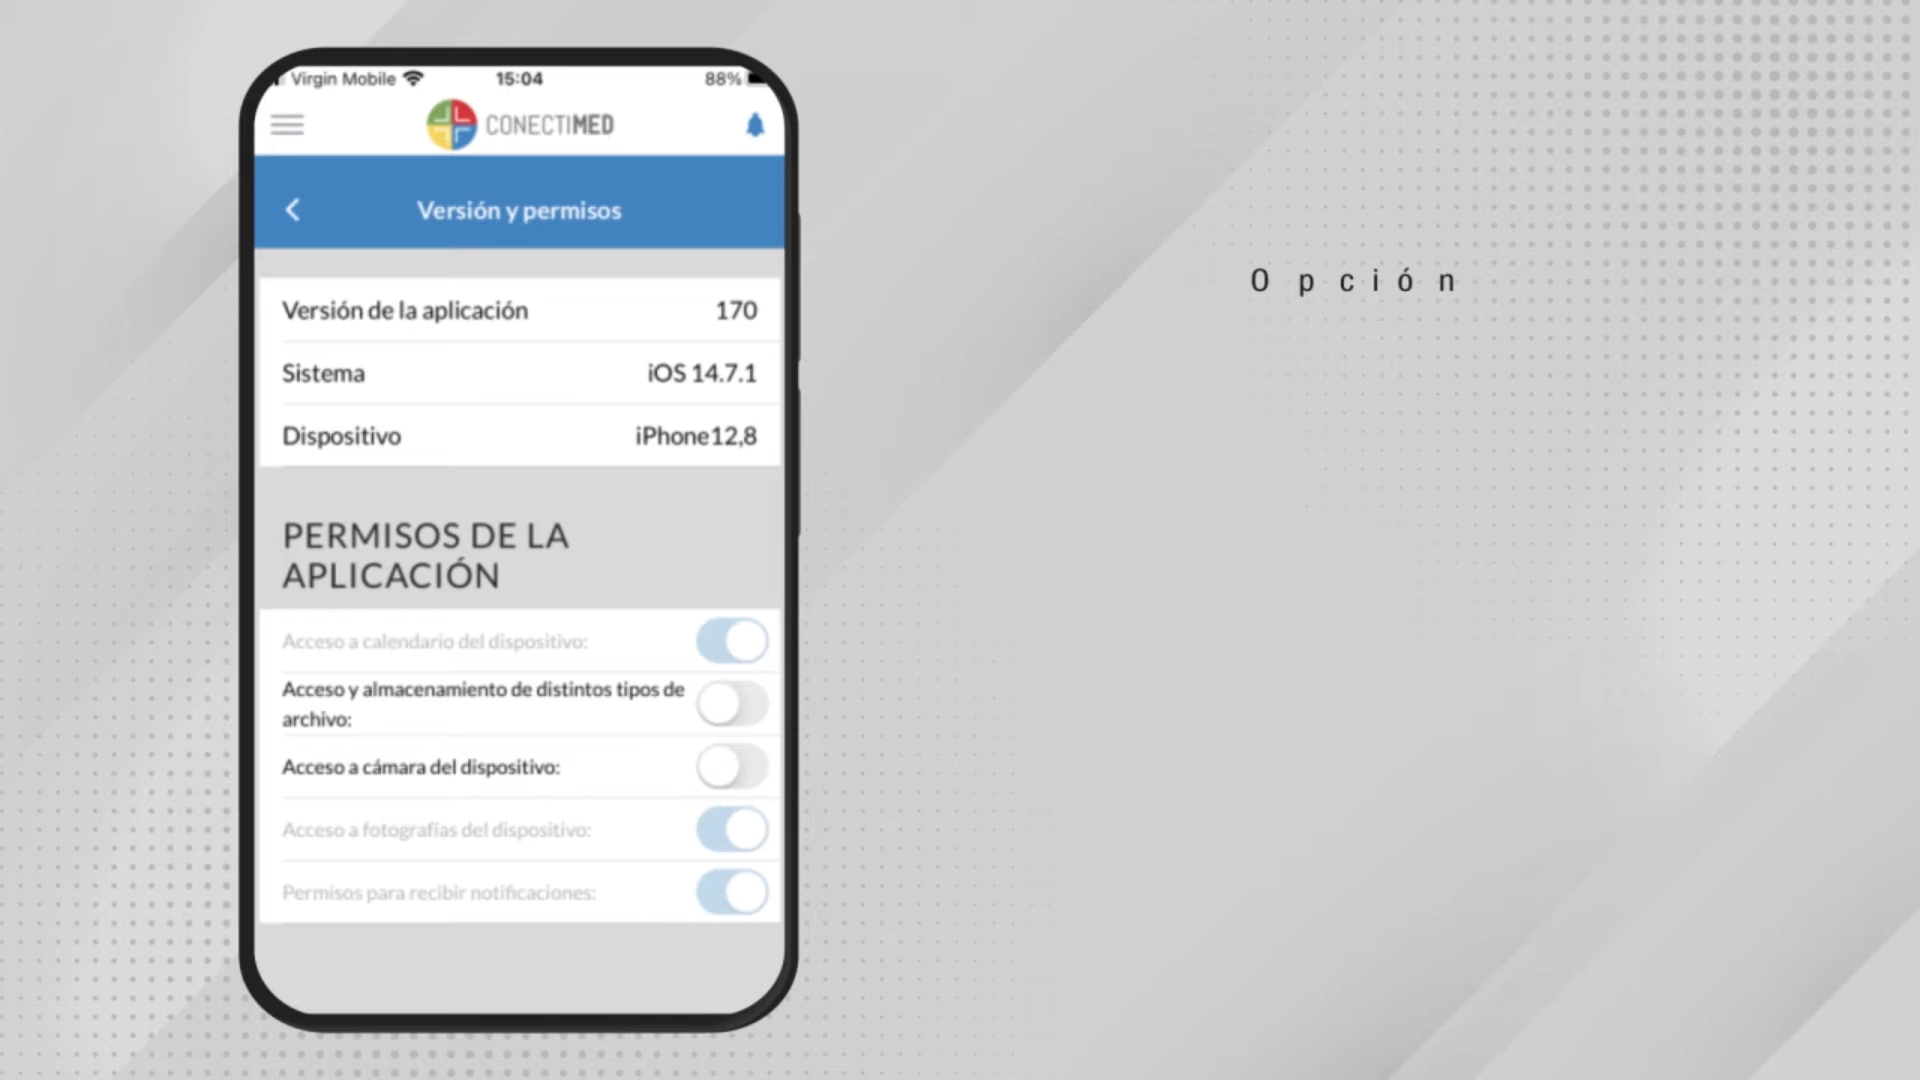 Virgin Mobile 15:04 88%
CONECTIMED
Versión y permisos
Versión de la aplicación 170
Sistema iOS 14.7.1
Dispositivo iPhone12,8
PERMISOS DE LA
APLICACIÓN
Acceso a calendario del dispositivo:
Acceso y almacenamiento de distintos tipos de
archivo:
Acceso a cámara del dispositivo:
Acceso a fotografías del dispositivo:
Permisos para recibir notificaciones:
Opción